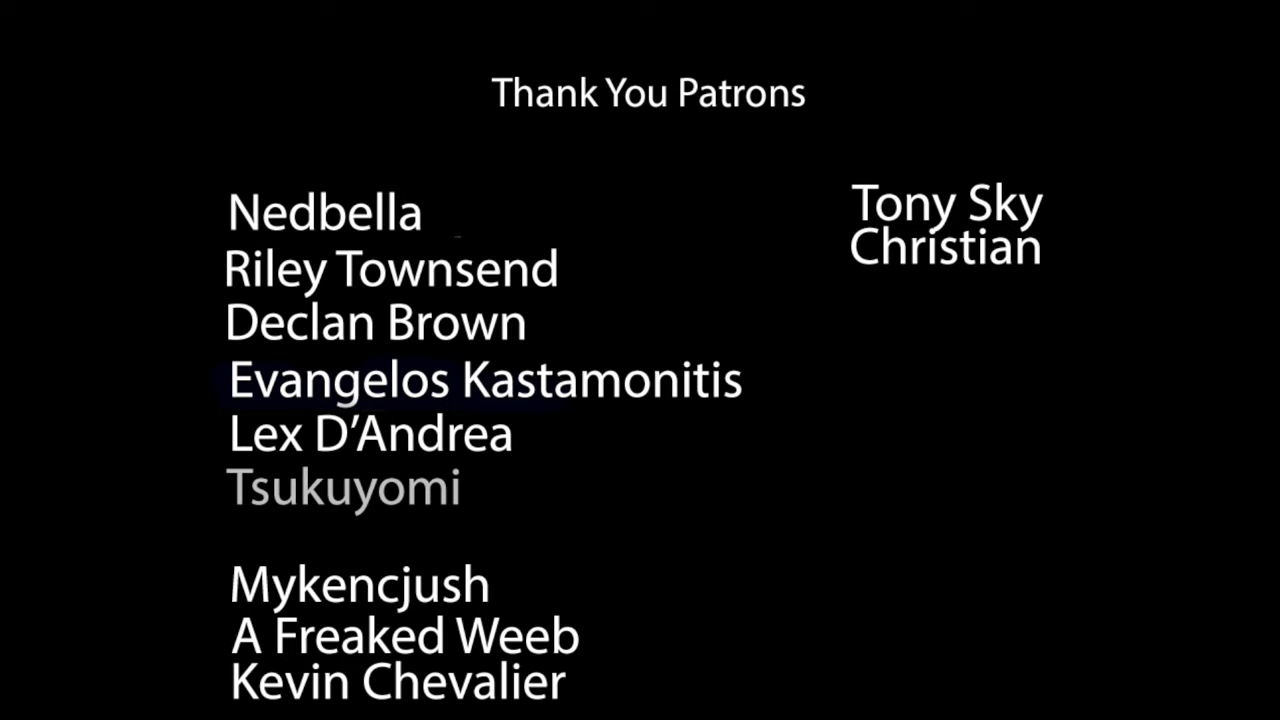 Thank You Patrons
Nedbella
Riley Townsend
Declan Brown
Evangelos Kastamonitis
Lex D’Andrea
Tsukuyomi
Mykencjush
A Freaked Weeb
Kevin Chevalier
Tony Sky
Christian